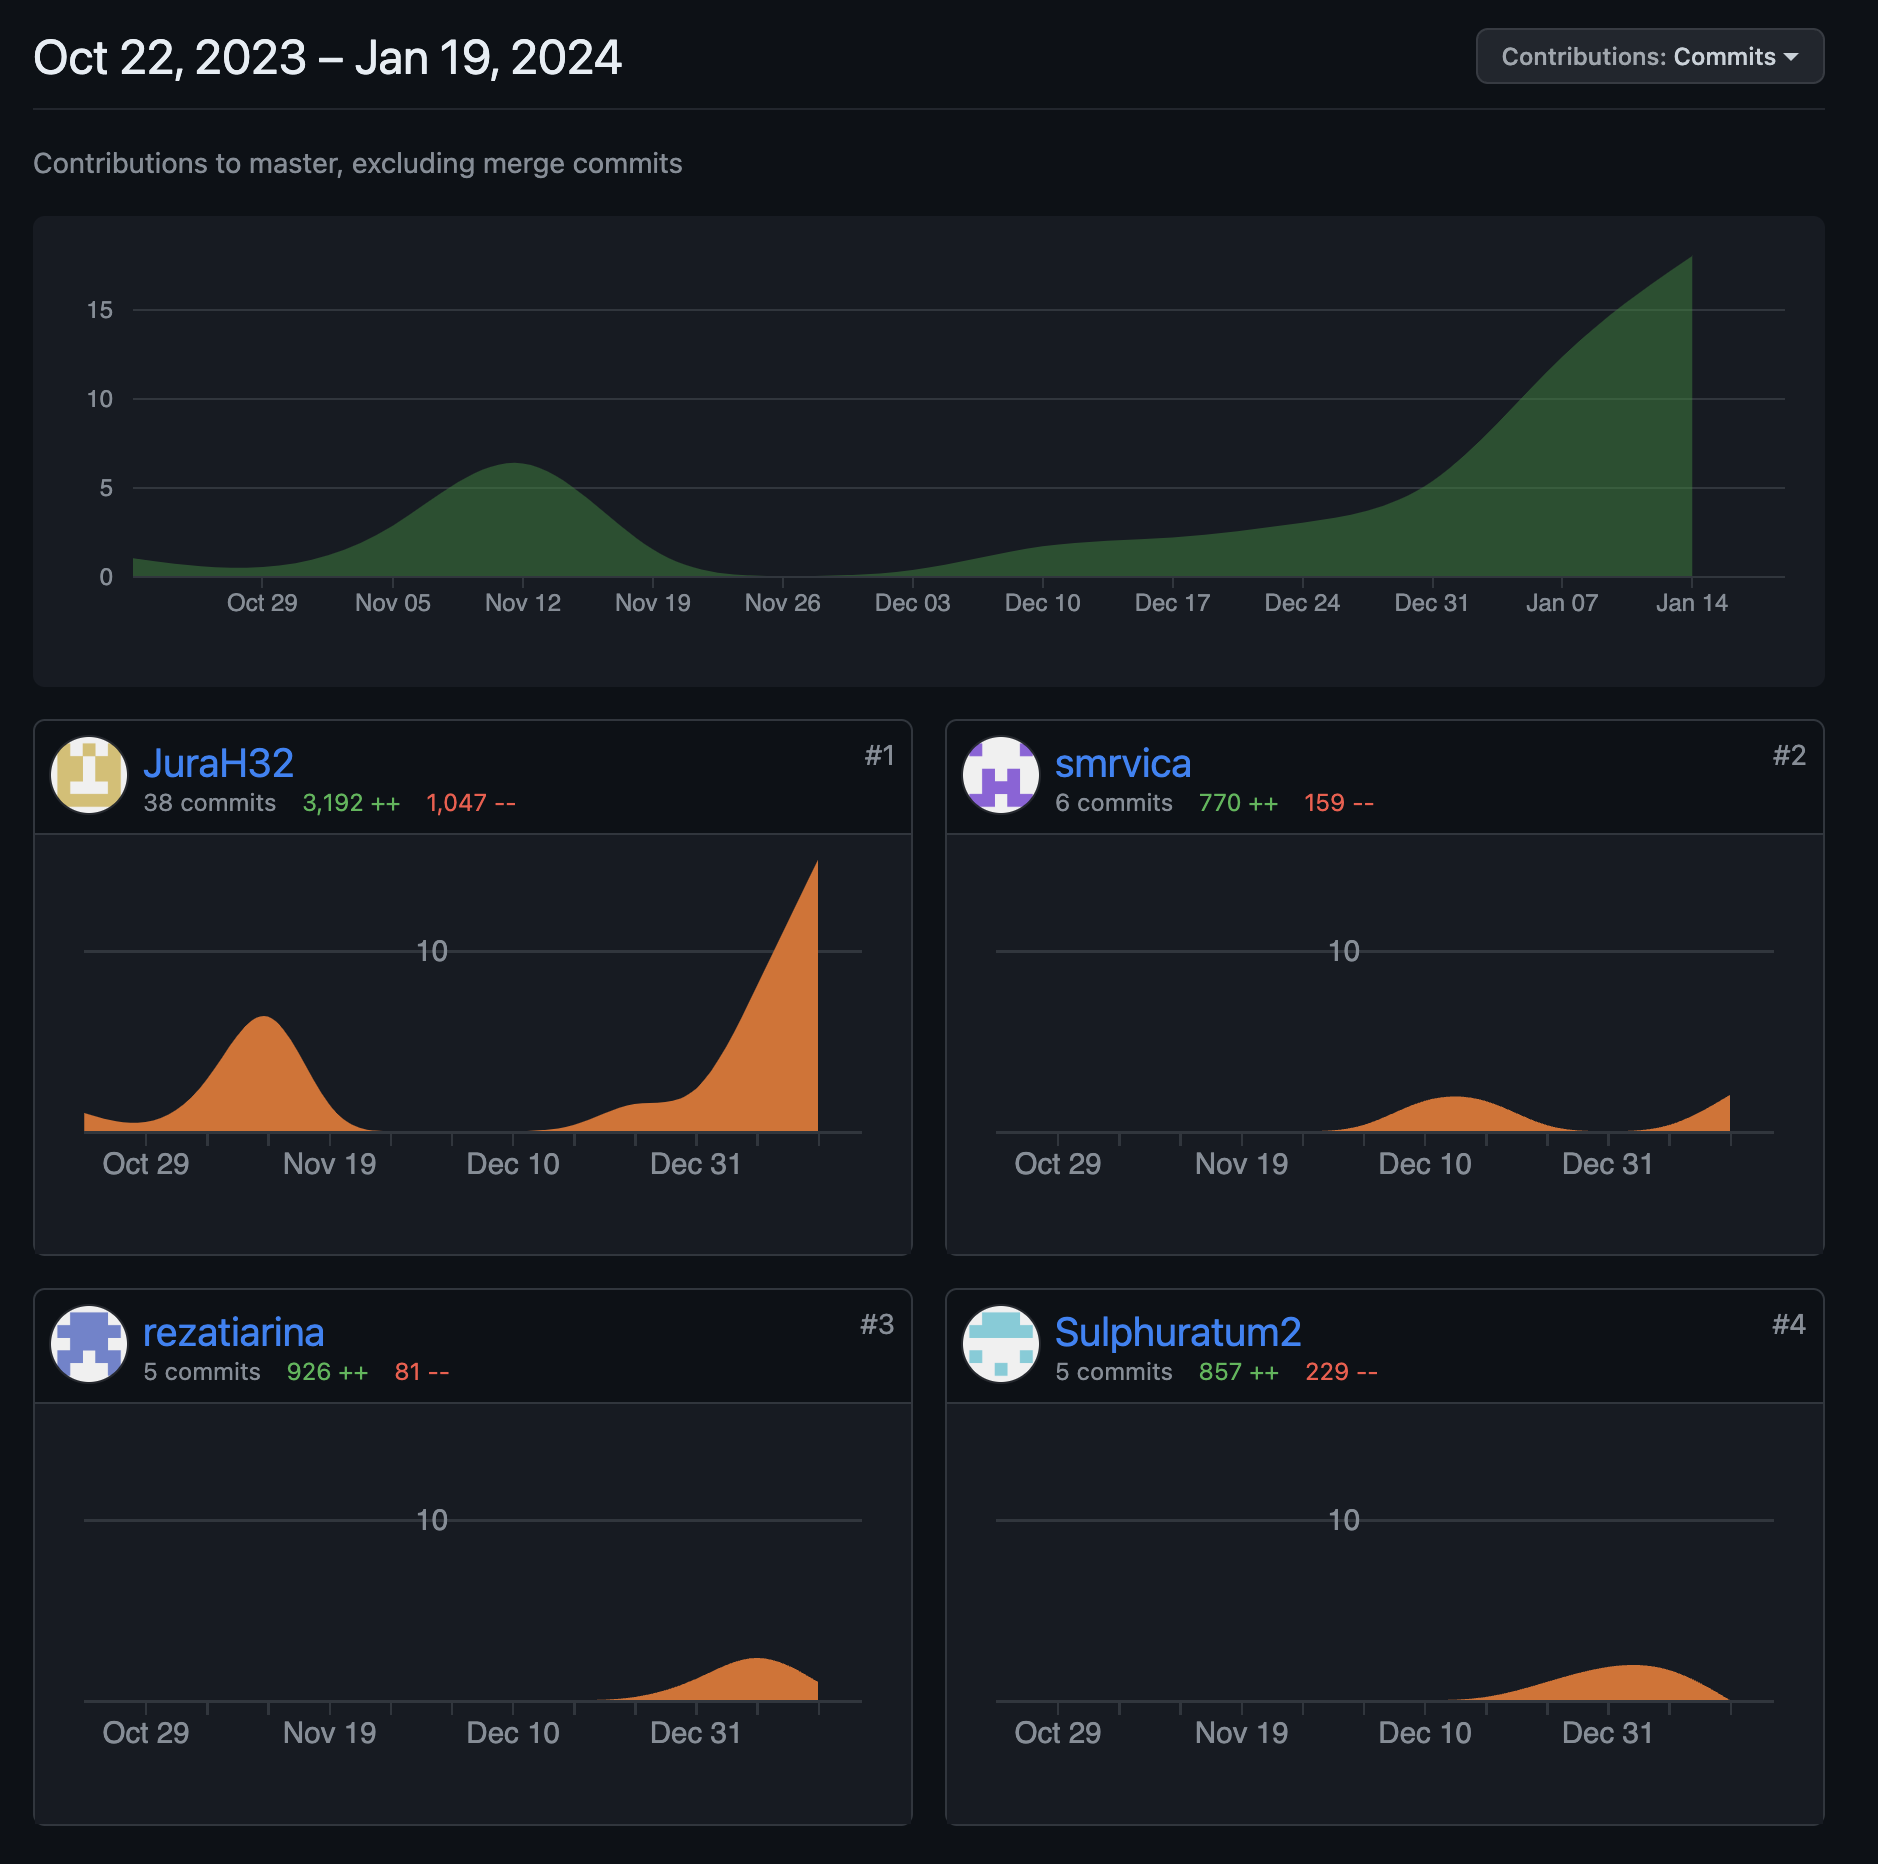 Oct 22, 2023 – Jan 19, 2024
Contributions: Commits
Contributions to master, excluding merge commits
15
10
5
0
Oct 29 Nov 05 Nov 12 Nov 19 Nov 26 Dec 03 Dec 10 Dec 17 Dec 24 Dec 31 Jan 07 Jan 14
JuraH32 #1
38 commits 3,192 ++ 1,047 --
10
Oct 29 Nov 19 Dec 10 Dec 31
smrvica #2
6 commits 770 ++ 159 --
10
Oct 29 Nov 19 Dec 10 Dec 31
rezatiarina #3
5 commits 926 ++ 81 --
10
Oct 29 Nov 19 Dec 10 Dec 31
Sulphuratum2 #4
5 commits 857 ++ 229 --
10
Oct 29 Nov 19 Dec 10 Dec 31